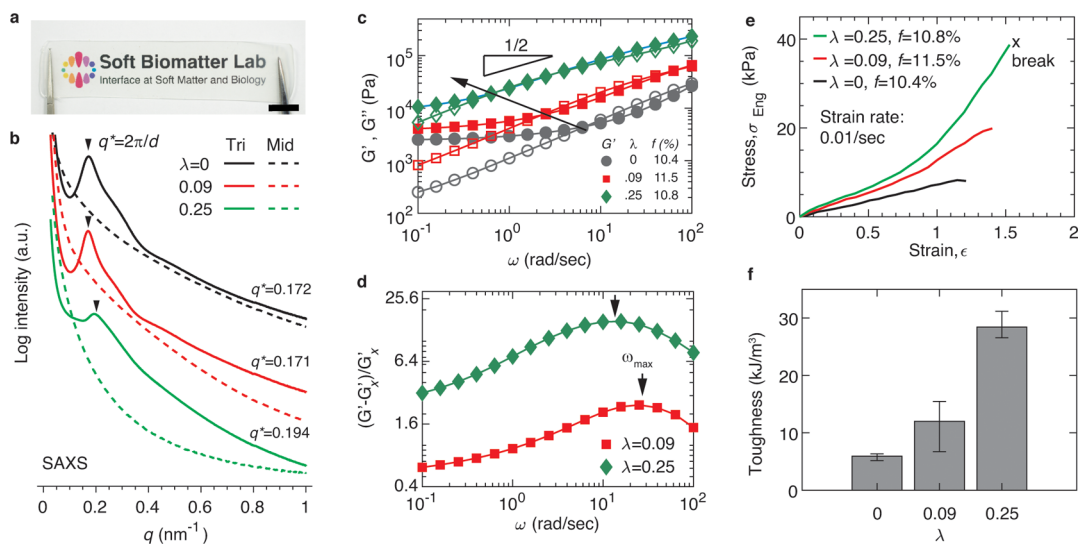 a
Soft Biomatter Lab
Interface at Soft Matter and Biology
b
q*=2π/d
Tri Mid
λ=0
0.09
0.25
q*=0.172
q*=0.171
q*=0.194
SAXS
Log intensity (a.u.)
0 0.2 0.4 0.6 0.8 1
q (nm⁻¹)
c
1/2
G', G'' (Pa)
10⁵
10⁴
10³
10²
G' λ f (%)
0 10.4
.09 11.5
.25 10.8
10⁻¹ 10⁰ 10¹ 10²
ω (rad/sec)
d
(G'-G'ₓ)/G'ₓ
25.6
6.4
1.6
0.4
ωmax
λ=0.09
λ=0.25
10⁻¹ 10⁰ 10¹ 10²
ω (rad/sec)
e
Stress, σ Eng (kPa)
40
20
0
λ =0.25, f=10.8%
λ =0.09, f=11.5%
λ =0, f=10.4%
Strain rate:
0.01/sec
x
break
0 0.5 1 1.5 2
Strain, ϵ
f
Toughness (kJ/m³)
30
20
10
0
0 0.09 0.25
λ